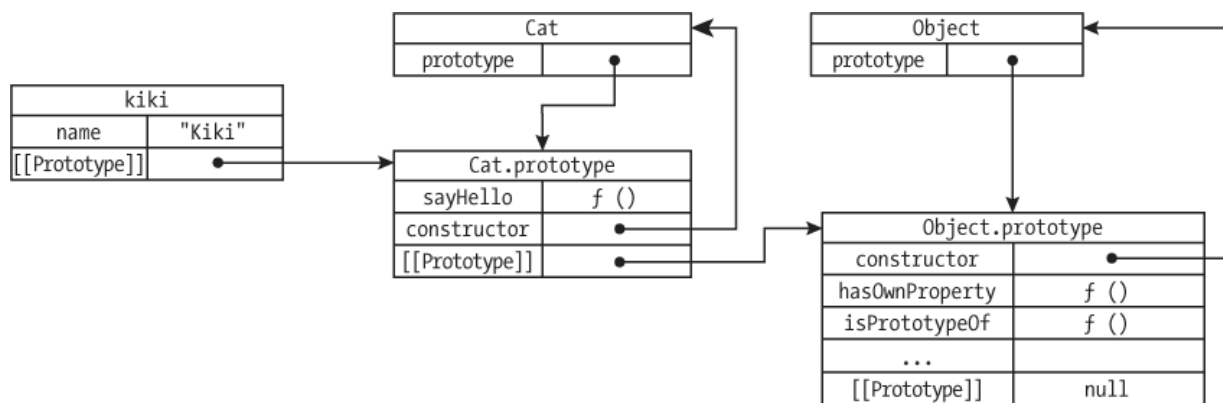 Cat
prototype
Object
prototype
kiki
name "Kiki"
[[Prototype]]
Cat.prototype
sayHello ƒ ()
constructor
[[Prototype]]
Object.prototype
constructor
hasOwnProperty ƒ ()
isPrototypeOf ƒ ()
...
[[Prototype]] null